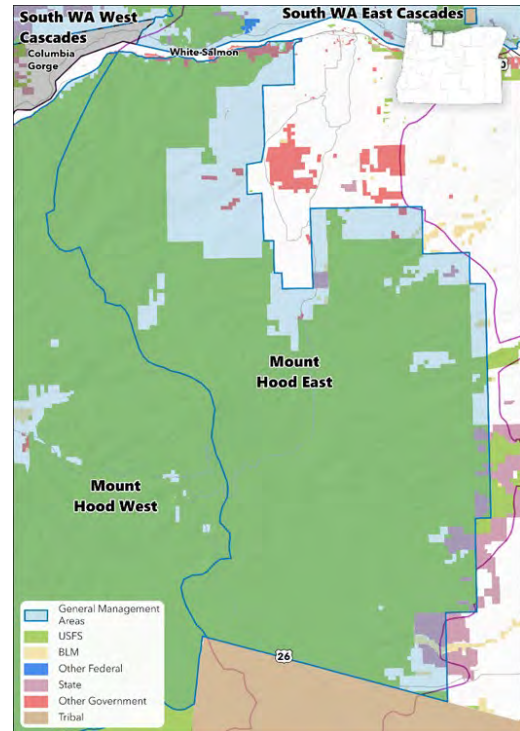 South WA West
Cascades
Columbia
Gorge
White-Salmon
South WA East Cascades
Mount
Hood East
Mount
Hood West
26
General Management
Areas
USFS
BLM
Other Federal
State
Other Government
Tribal